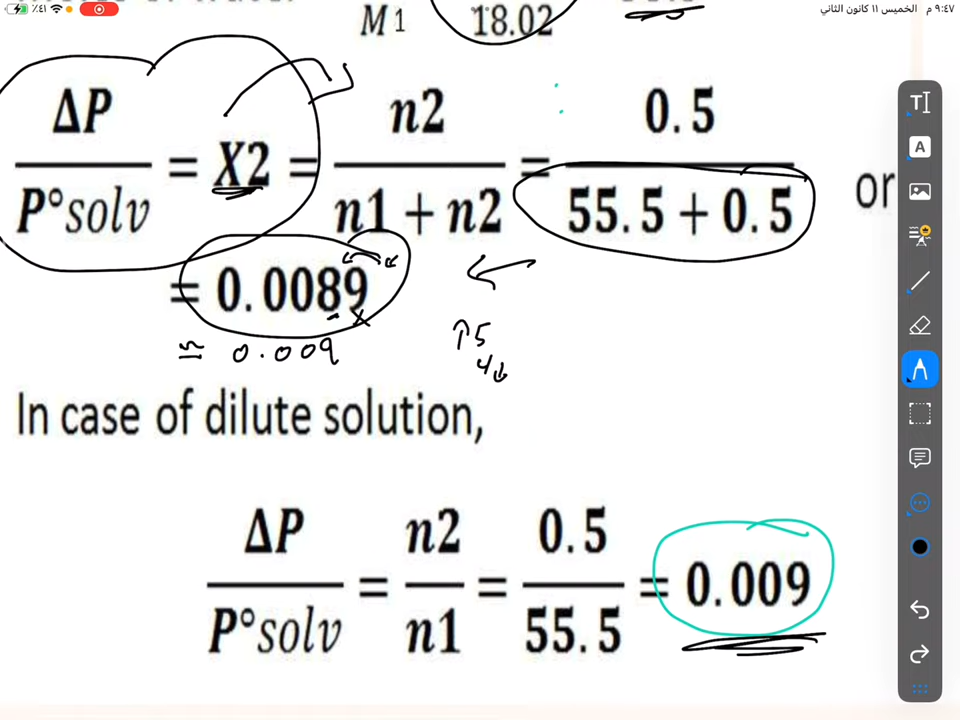 ٩:٤٧ م الخميس ١١ كانون الثاني
٪٤١
M1 18.02
ΔP / P°solv = X2 = n2 / n1 + n2 = 0.5 / 55.5 + 0.5 or
= 0.0089
≃ 0.009
↑5
4↓
In case of dilute solution,
ΔP / P°solv = n2 / n1 = 0.5 / 55.5 = 0.009